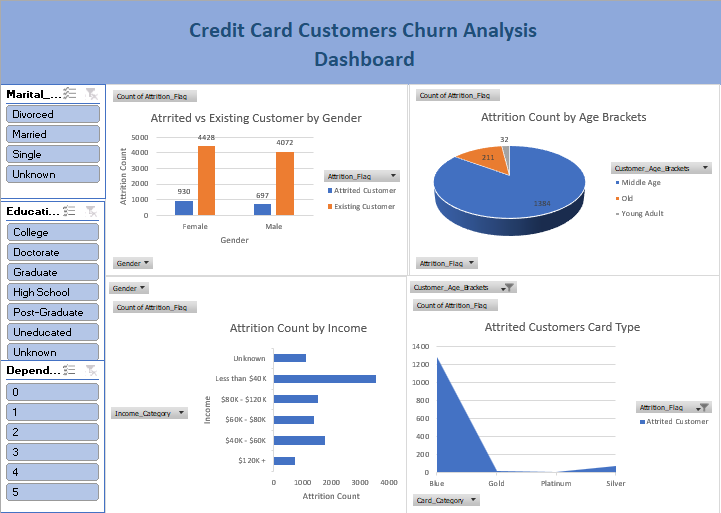 Credit Card Customers Churn Analysis
Dashboard
Marital_...
Divorced
Married
Single
Unknown
Educati...
College
Doctorate
Graduate
High School
Post-Graduate
Uneducated
Unknown
Depend...
0
1
2
3
4
5
Count of Attrition_Flag
Atrrited vs Existing Customer by Gender
Attrition Count
5000
4000
3000
2000
1000
0
930
4428
697
4072
Female
Male
Gender
Attrition_Flag
Attrited Customer
Existing Customer
Gender
Count of Attrition_Flag
Attrition Count by Age Brackets
32
211
1384
Customer_Age_Brackets
Middle Age
Old
Young Adult
Attrition_Flag
Gender
Count of Attrition_Flag
Attrition Count by Income
Income_Category
Income
Unknown
Less than $40K
$80K - $120K
$60K - $80K
$40K - $60K
$120K +
0
1000
2000
3000
4000
Attrition Count
Customer_Age_Brackets
Count of Attrition_Flag
Attrited Customers Card Type
1400
1200
1000
800
600
400
200
0
Blue
Gold
Platinum
Silver
Attrition_Flag
Attrited Customer
Card_Category